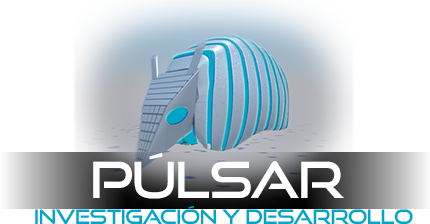 PÚLSAR
INVESTIGACIÓN Y DESARROLLO